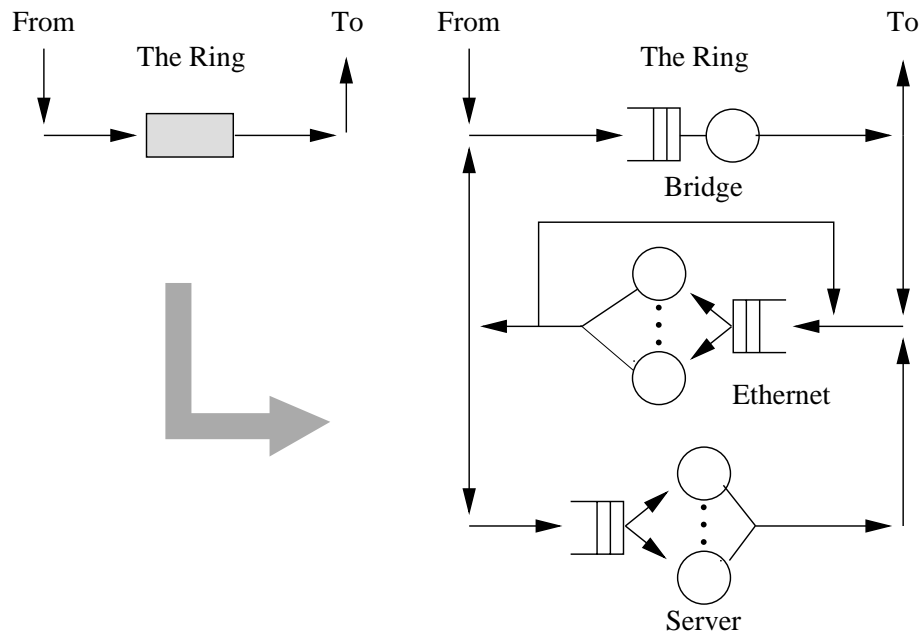 From
To
The Ring
From
To
The Ring
Bridge
Ethernet
Server